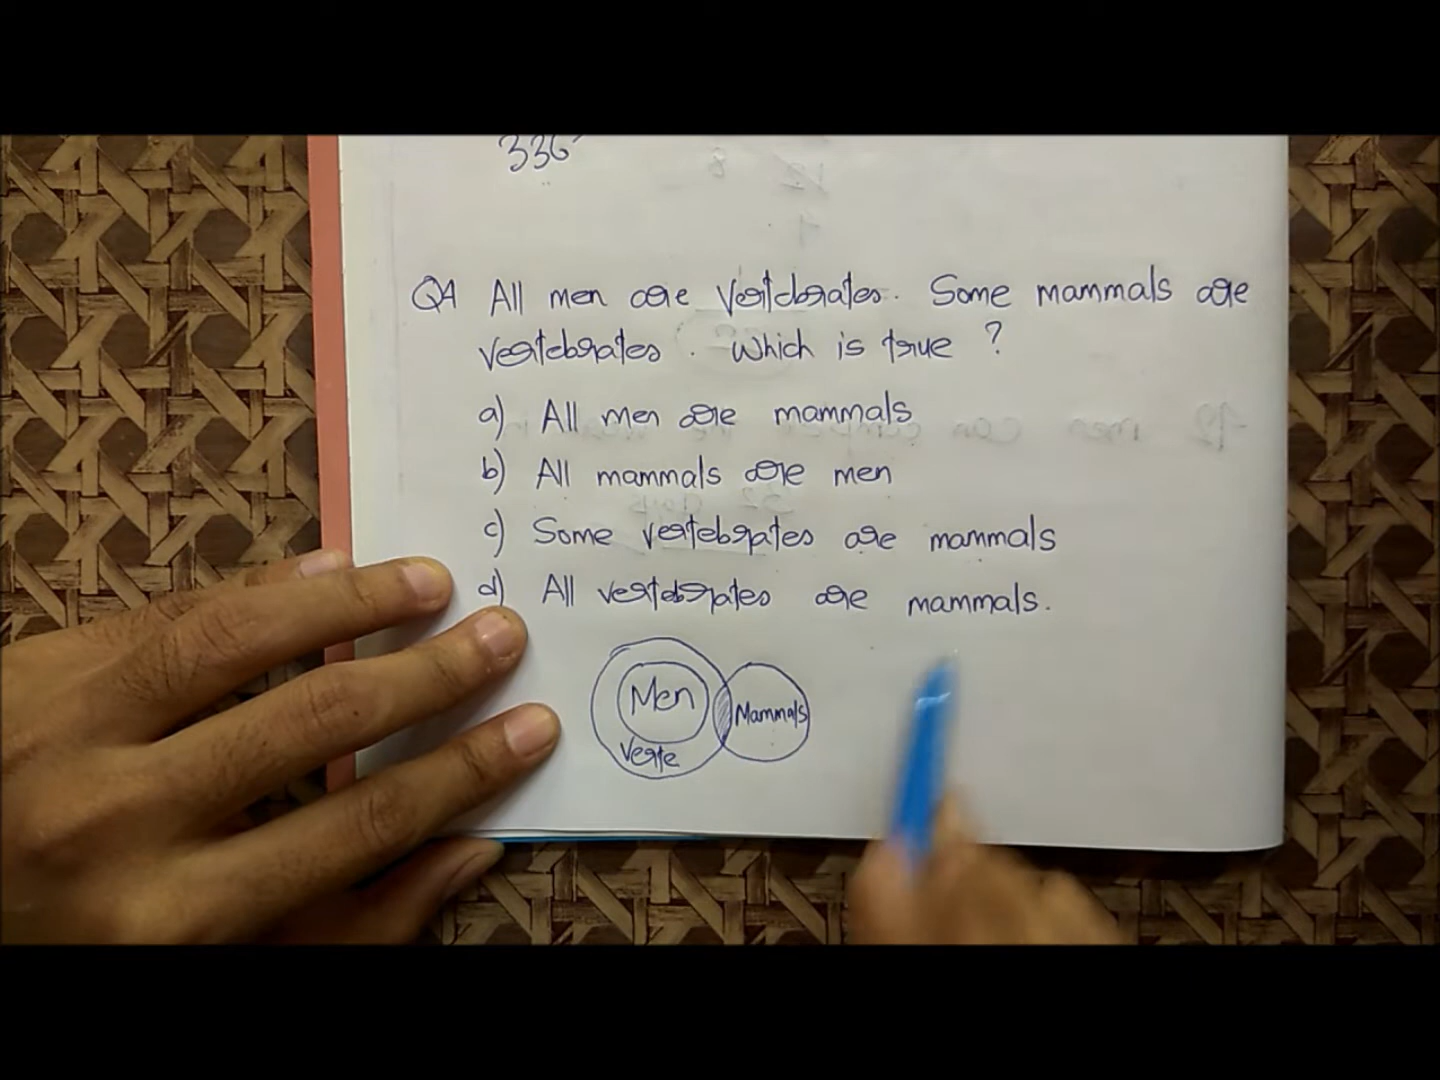 336
Q4 All men are vertebrates. Some mammals are
vertebrates. Which is true ?
a) All men are mammals
b) All mammals are men
c) Some vertebrates are mammals
d) All vertebrates are mammals.
Men
Mammals
Verte